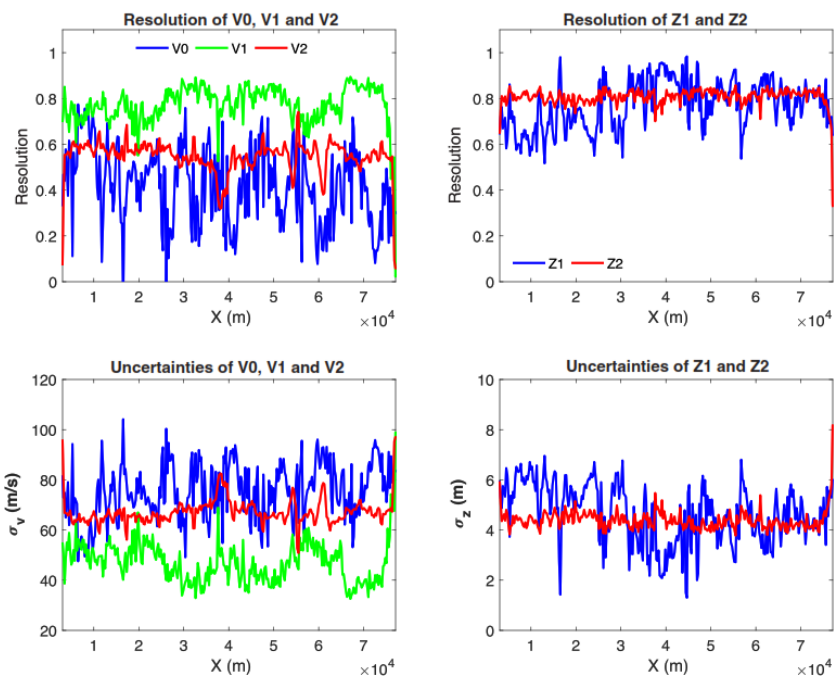 Resolution of V0, V1 and V2
V0 V1 V2
Resolution
1
0.8
0.6
0.4
0.2
0
1 2 3 4 5 6 7
X (m)
×10^4
Resolution of Z1 and Z2
Resolution
1
0.8
0.6
0.4
0.2
0
Z1 Z2
1 2 3 4 5 6 7
X (m)
×10^4
Uncertainties of V0, V1 and V2
σv (m/s)
120
100
80
60
40
20
1 2 3 4 5 6 7
X (m)
×10^4
Uncertainties of Z1 and Z2
σz (m)
10
8
6
4
2
0
1 2 3 4 5 6 7
X (m)
×10^4